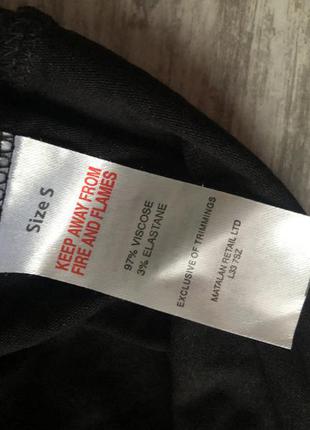 Size S
KEEP AWAY FROM
FIRE AND FLAMES
97% VISCOSE
3% ELASTANE
EXCLUSIVE OF TRIMMINGS
MATALAN RETAIL LTD
L33 7SZ